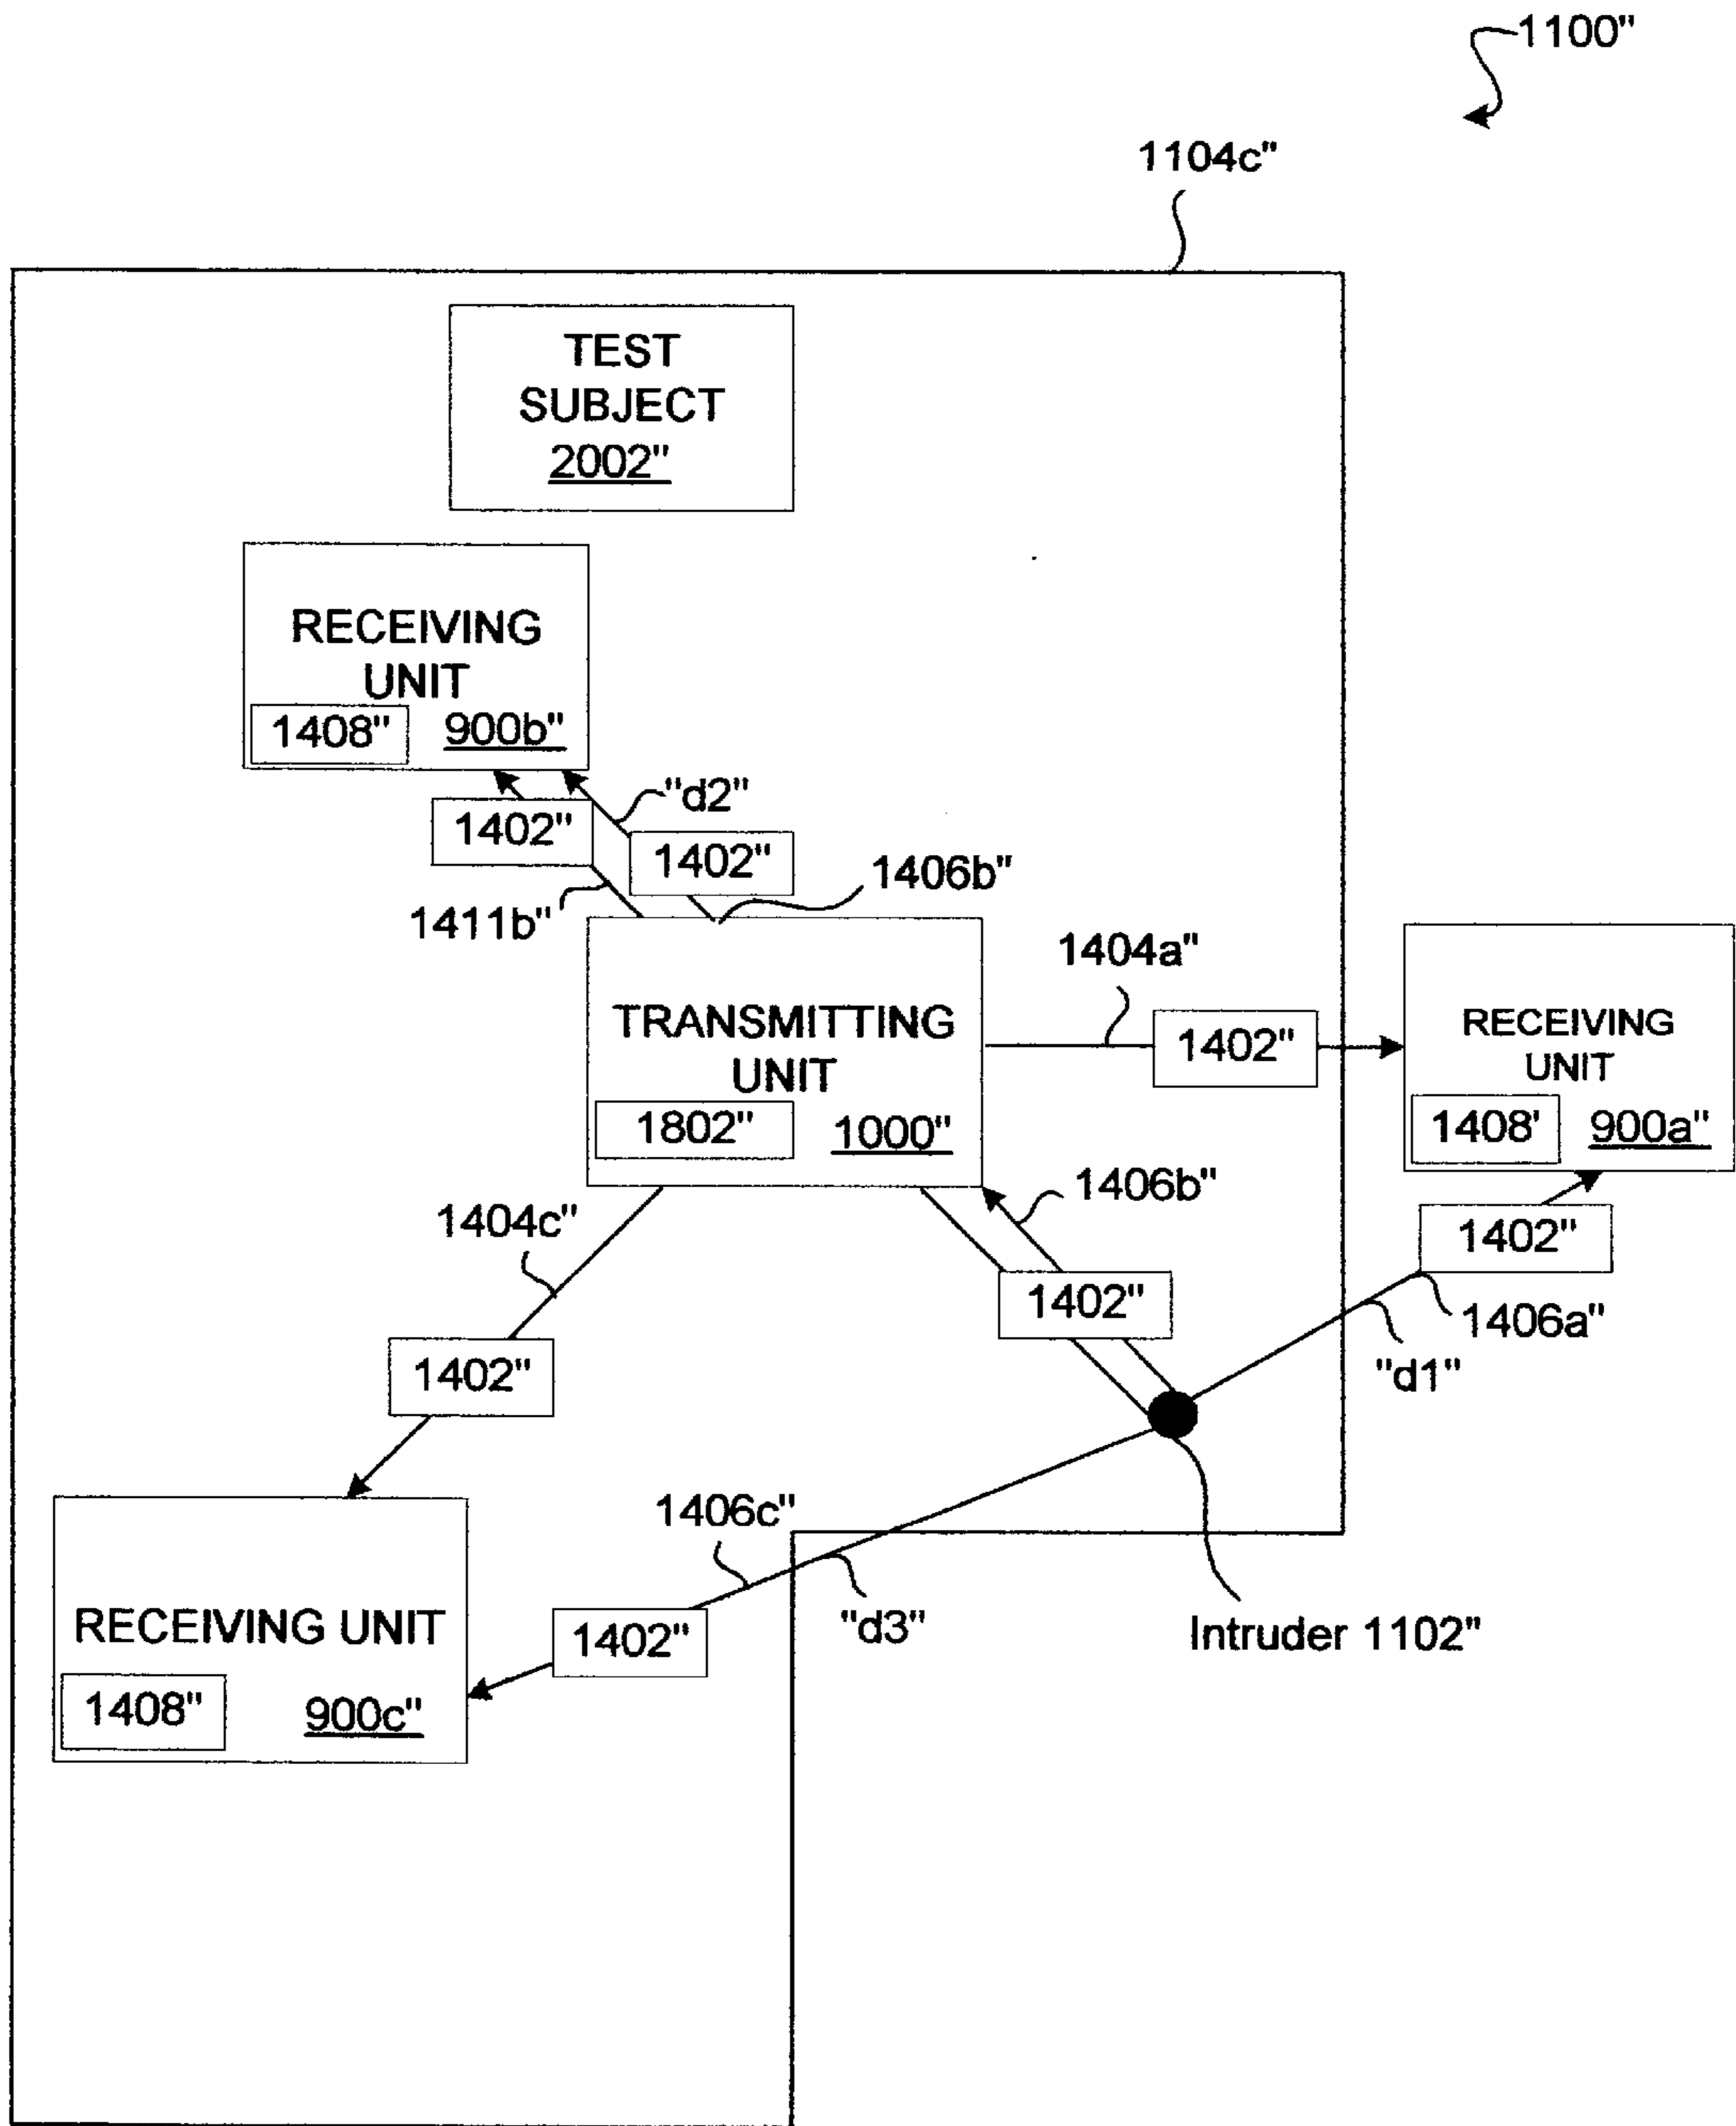 1100"
1104c"
TEST
SUBJECT
2002"
RECEIVING
UNIT
1408"
900b"
"d2"
1402"
1402"
1406b"
1411b"
1404a"
TRANSMITTING
UNIT
1802"
1000"
1402"
RECEIVING
UNIT
1408'
900a"
1406b"
1404c"
1402"
1402"
1406a"
"d1"
1402"
1406c"
"d3"
1402"
Intruder 1102"
RECEIVING UNIT
1408"
900c"